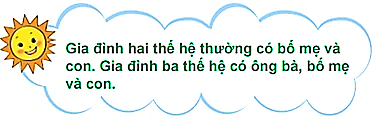 Gia đình hai thế hệ thường có bố mẹ và
con. Gia đình ba thế hệ có ông bà, bố mẹ
và con.